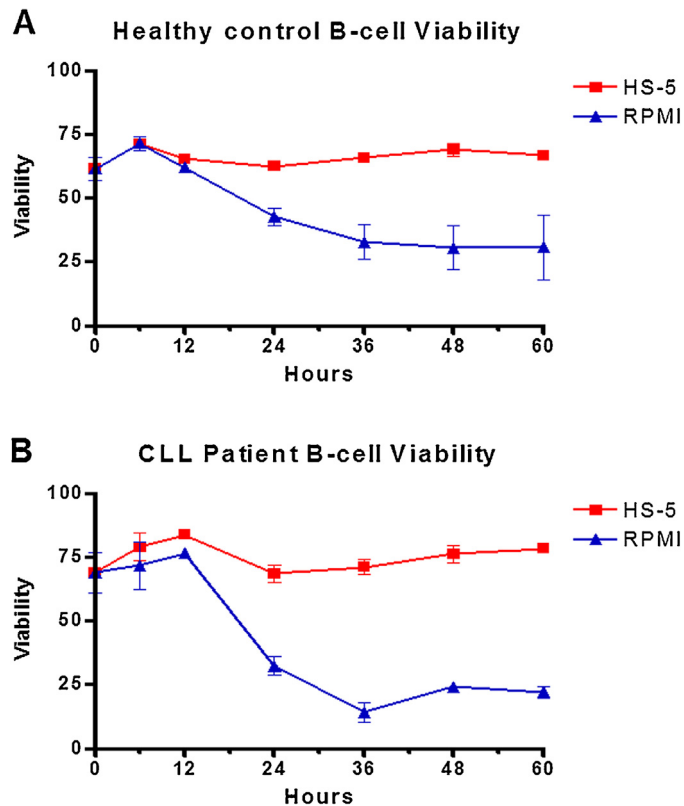 A
Healthy control B-cell Viability
100
75
50
25
0
Viability
0 12 24 36 48 60
Hours
HS-5
RPMI
B
CLL Patient B-cell Viability
100
75
50
25
0
Viability
0 12 24 36 48 60
Hours
HS-5
RPMI